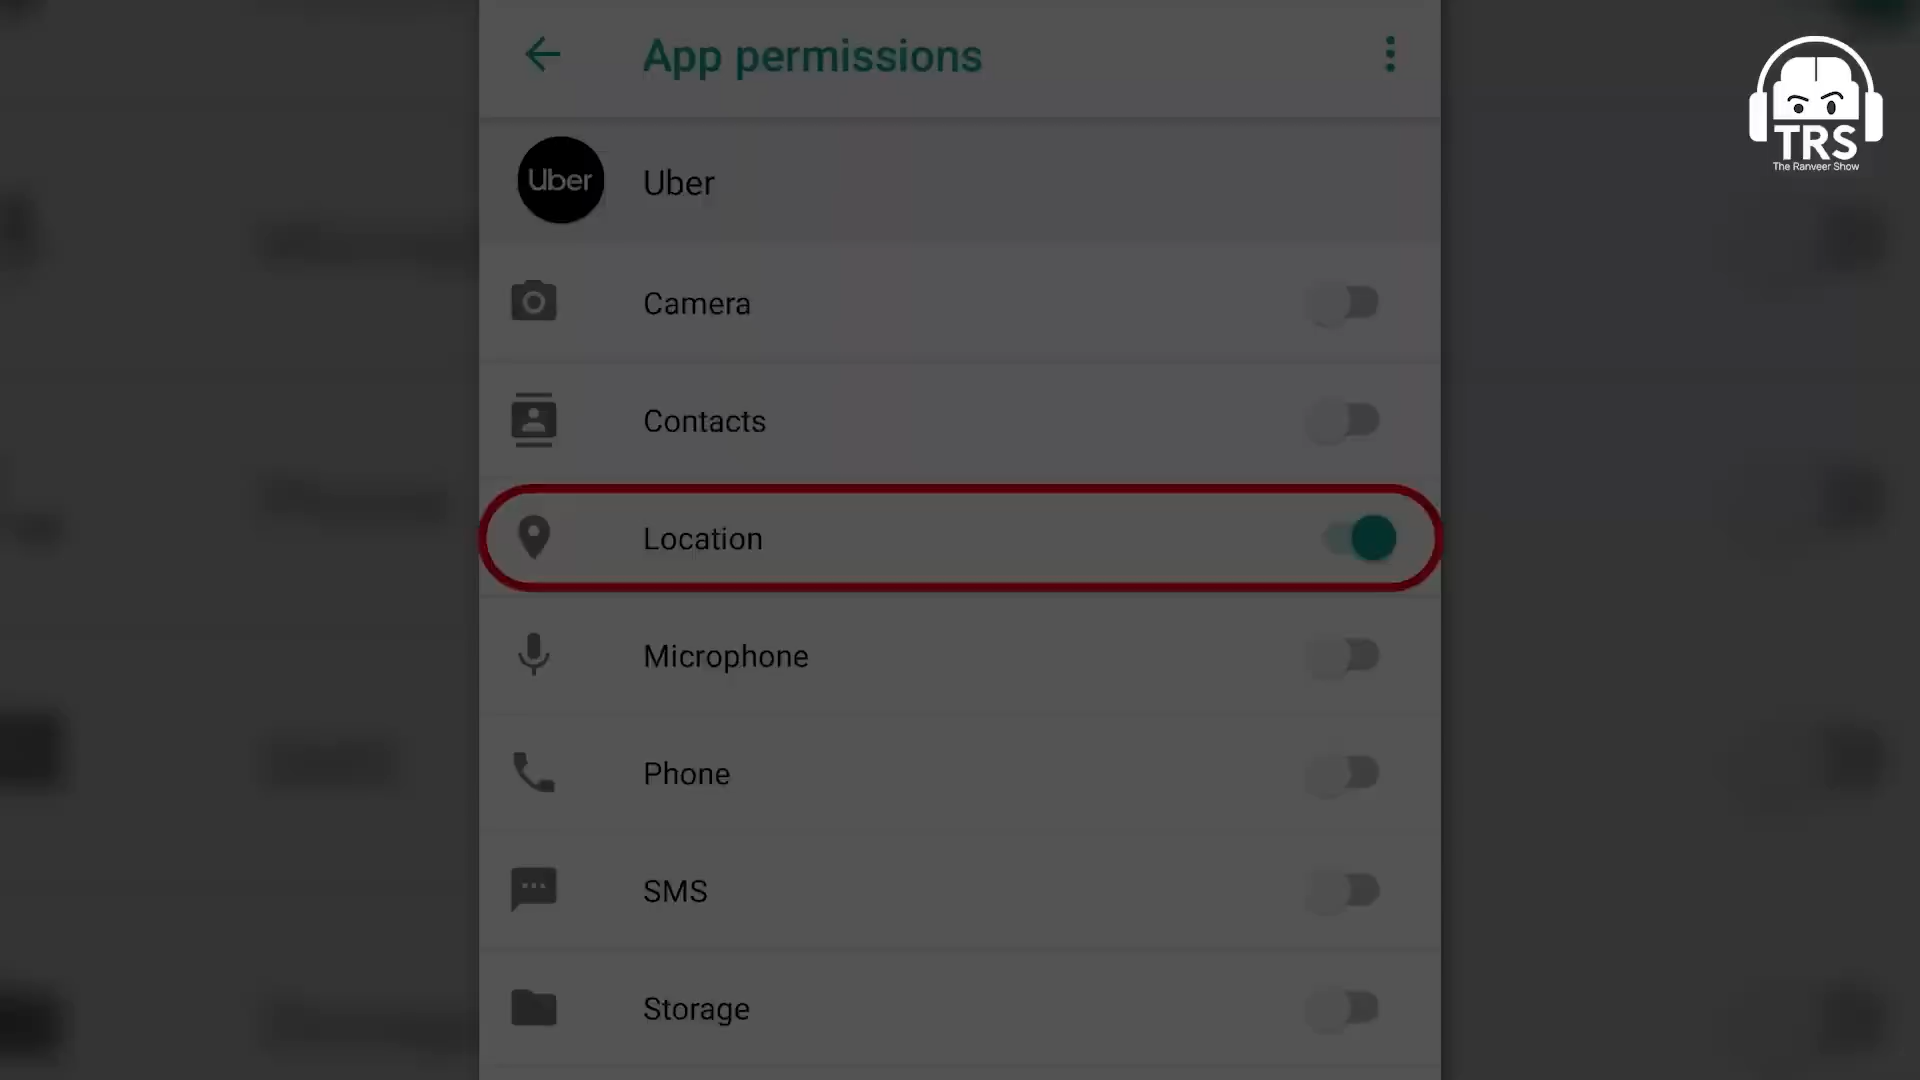 App permissions
Uber
Uber
Camera
Contacts
Location
Microphone
Phone
SMS
Storage
TRS
The Ranveer Show